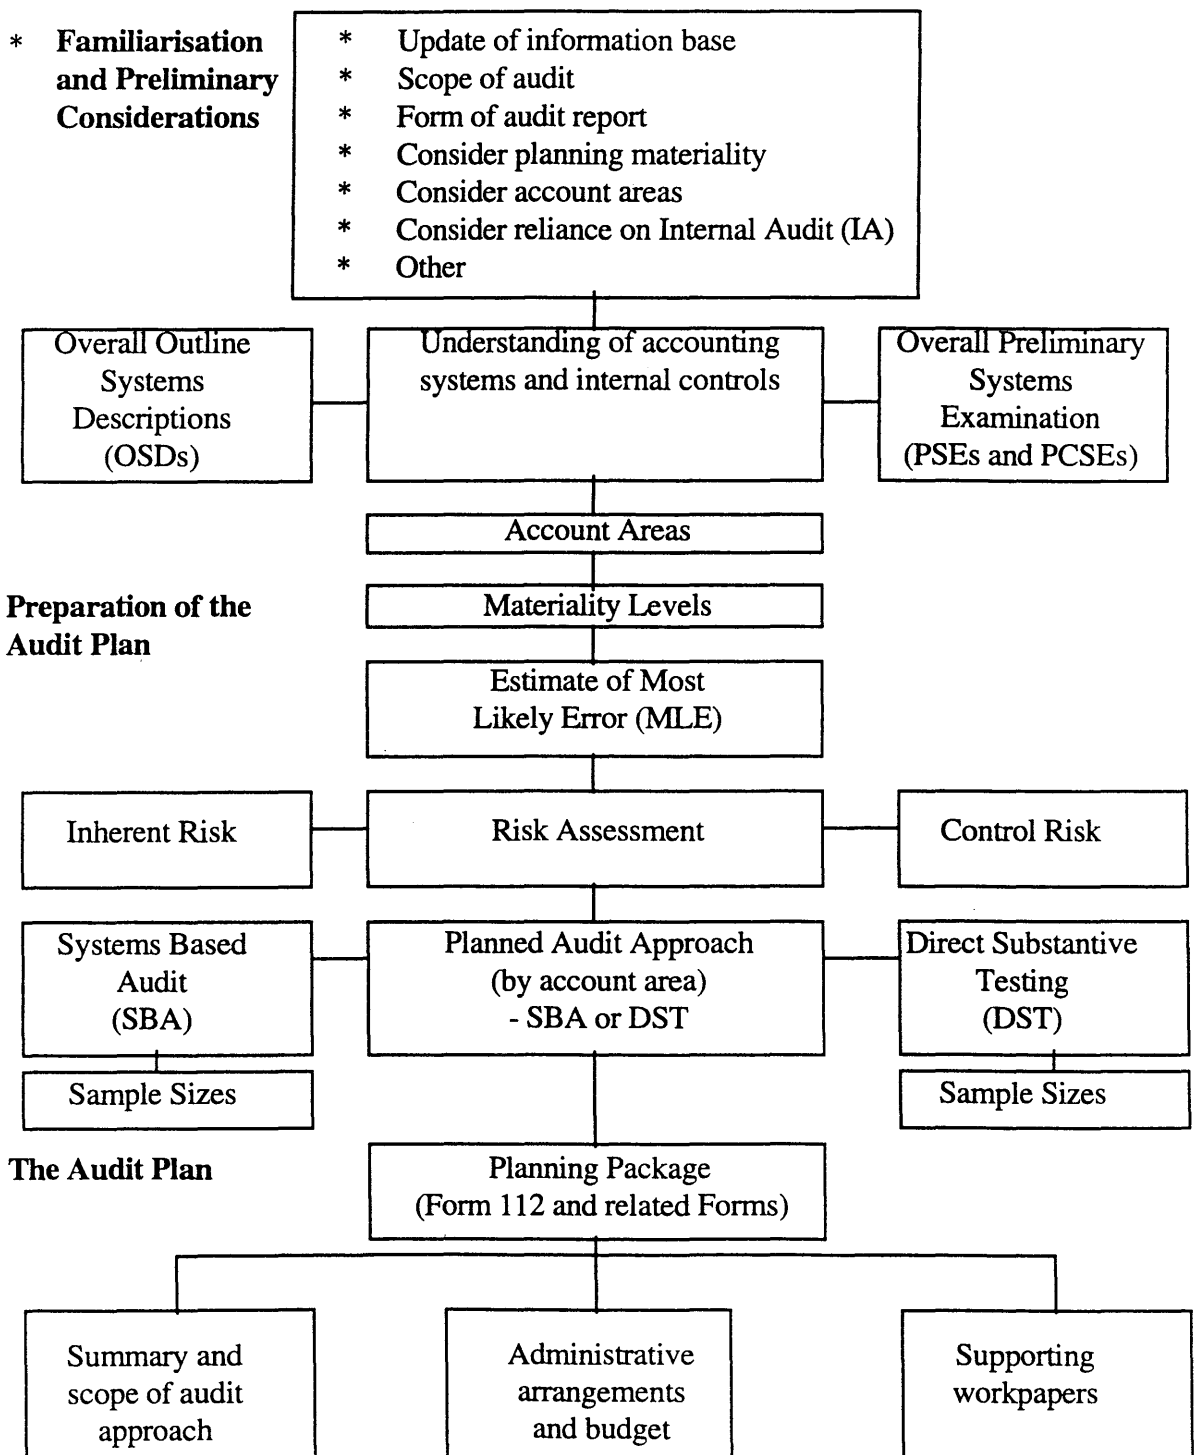 * Familiarisation
and Preliminary
Considerations
* Update of information base
* Scope of audit
* Form of audit report
* Consider planning materiality
* Consider account areas
* Consider reliance on Internal Audit (IA)
* Other
Overall Outline
Systems
Descriptions
(OSDs)
Understanding of accounting
systems and internal controls
Overall Preliminary
Systems
Examination
(PSEs and PCSEs)
Account Areas
Preparation of the
Audit Plan
Materiality Levels
Estimate of Most
Likely Error (MLE)
Inherent Risk
Risk Assessment
Control Risk
Systems Based
Audit
(SBA)
Planned Audit Approach
(by account area)
- SBA or DST
Direct Substantive
Testing
(DST)
Sample Sizes
Sample Sizes
The Audit Plan
Planning Package
(Form 112 and related Forms)
Summary and
scope of audit
approach
Administrative
arrangements
and budget
Supporting
workpapers